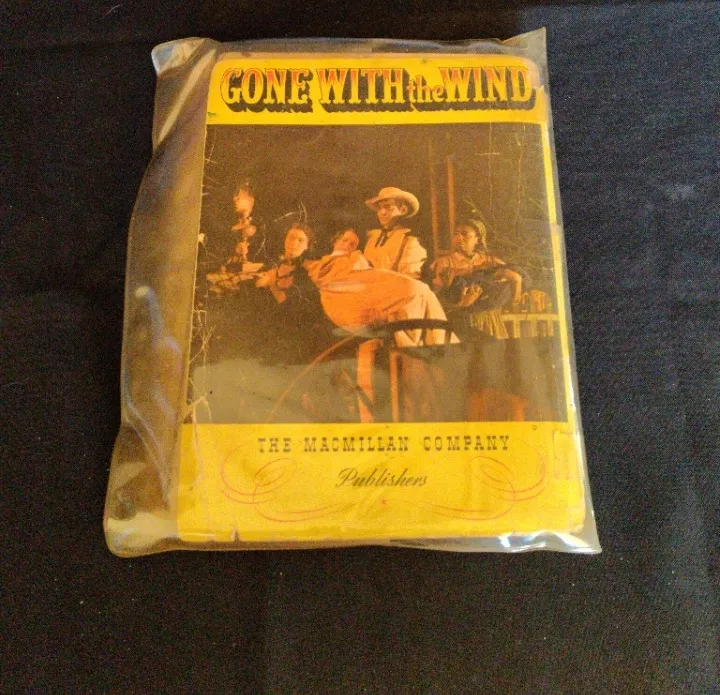 GONE WITH the WIND
THE MACMILLAN COMPANY
Publishers